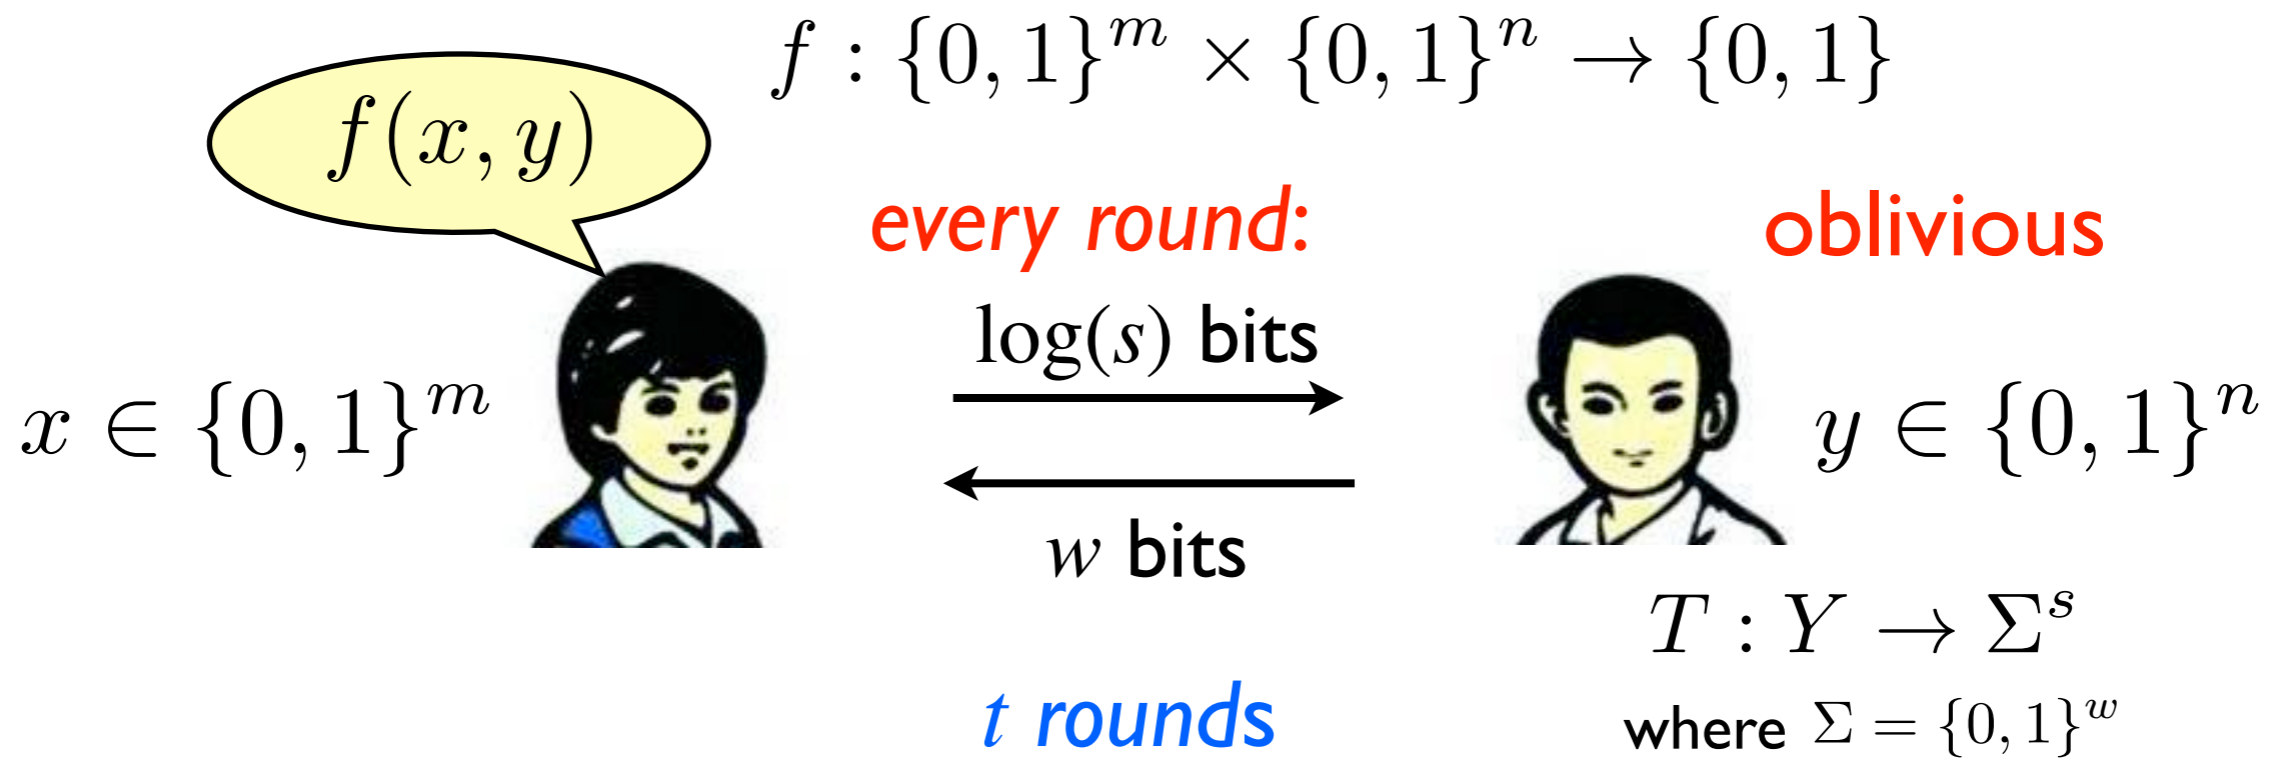 f : {0, 1}^m × {0, 1}^n → {0, 1}
f(x, y)
every round:
oblivious
log(s) bits
x ∈ {0, 1}^m
y ∈ {0, 1}^n
w bits
T : Y → Σ^s
t rounds
where Σ = {0, 1}^w